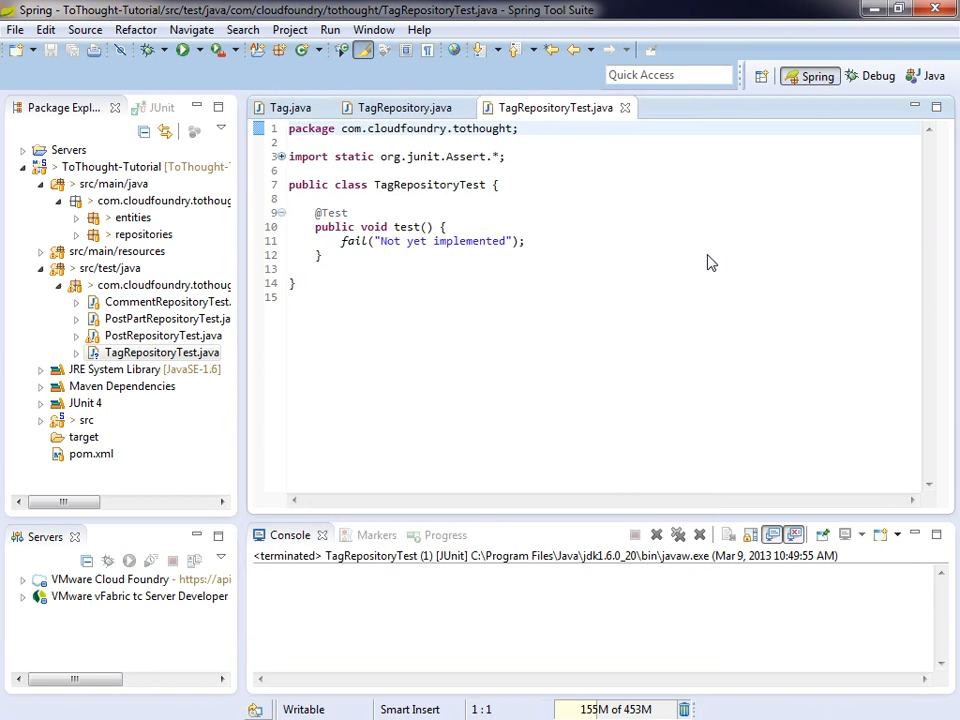 Spring - ToThought-Tutorial/src/test/java/com/cloudfoundry/tothought/TagRepositoryTest.java - Spring Tool Suite
File Edit Source Refactor Navigate Search Project Run Window Help
Quick Access
Spring
Debug
Java
Package Expl...
JUnit
Servers
> ToThought-Tutorial [ToThought-
> src/main/java
> com.cloudfoundry.tothoug
> entities
> repositories
src/main/resources
> src/test/java
> com.cloudfoundry.tothoug
CommentRepositoryTest.
PostPartRepositoryTest.ja
PostRepositoryTest.java
TagRepositoryTest.java
JRE System Library [JavaSE-1.6]
Maven Dependencies
JUnit 4
> src
target
pom.xml
Tag.java
TagRepository.java
TagRepositoryTest.java
1 package com.cloudfoundry.tothought;
2
3 import static org.junit.Assert.*;
6
7 public class TagRepositoryTest {
8
9 @Test
10 public void test() {
11 fail("Not yet implemented");
12 }
13
14 }
15
Servers
VMware Cloud Foundry - https://api
VMware vFabric tc Server Developer
Console
Markers
Progress
<terminated> TagRepositoryTest (1) [JUnit] C:\Program Files\Java\jdk1.6.0_20\bin\javaw.exe (Mar 9, 2013 10:49:55 AM)
Writable
Smart Insert
1 : 1
155M of 453M